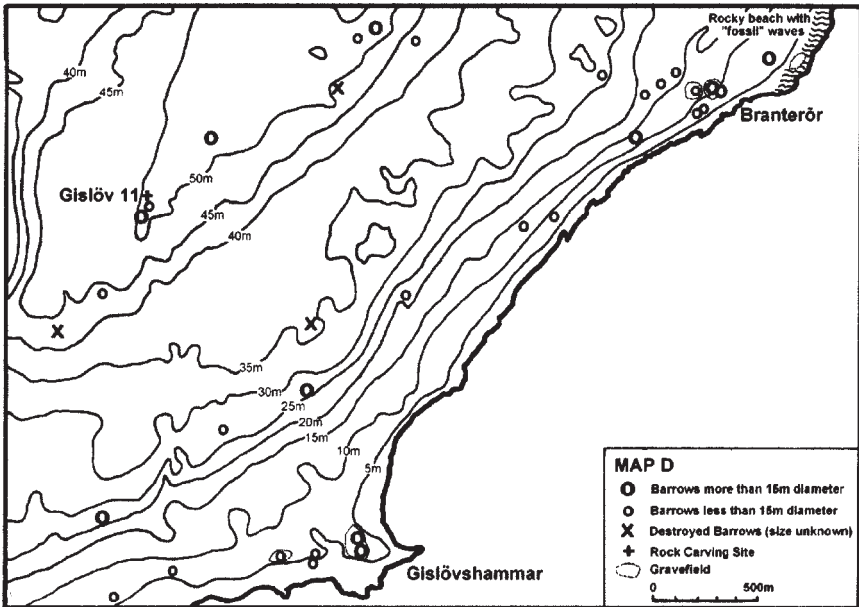 Rocky beach with
"fossil" waves
40m
45m
Branterör
50m
Gislöv 11
45m
40m
35m
30m
25m
20m
15m
10m
5m
Gislövshammar
MAP D
Barrows more than 15m diameter
Barrows less than 15m diameter
Destroyed Barrows (size unknown)
Rock Carving Site
Gravefield
0 500m